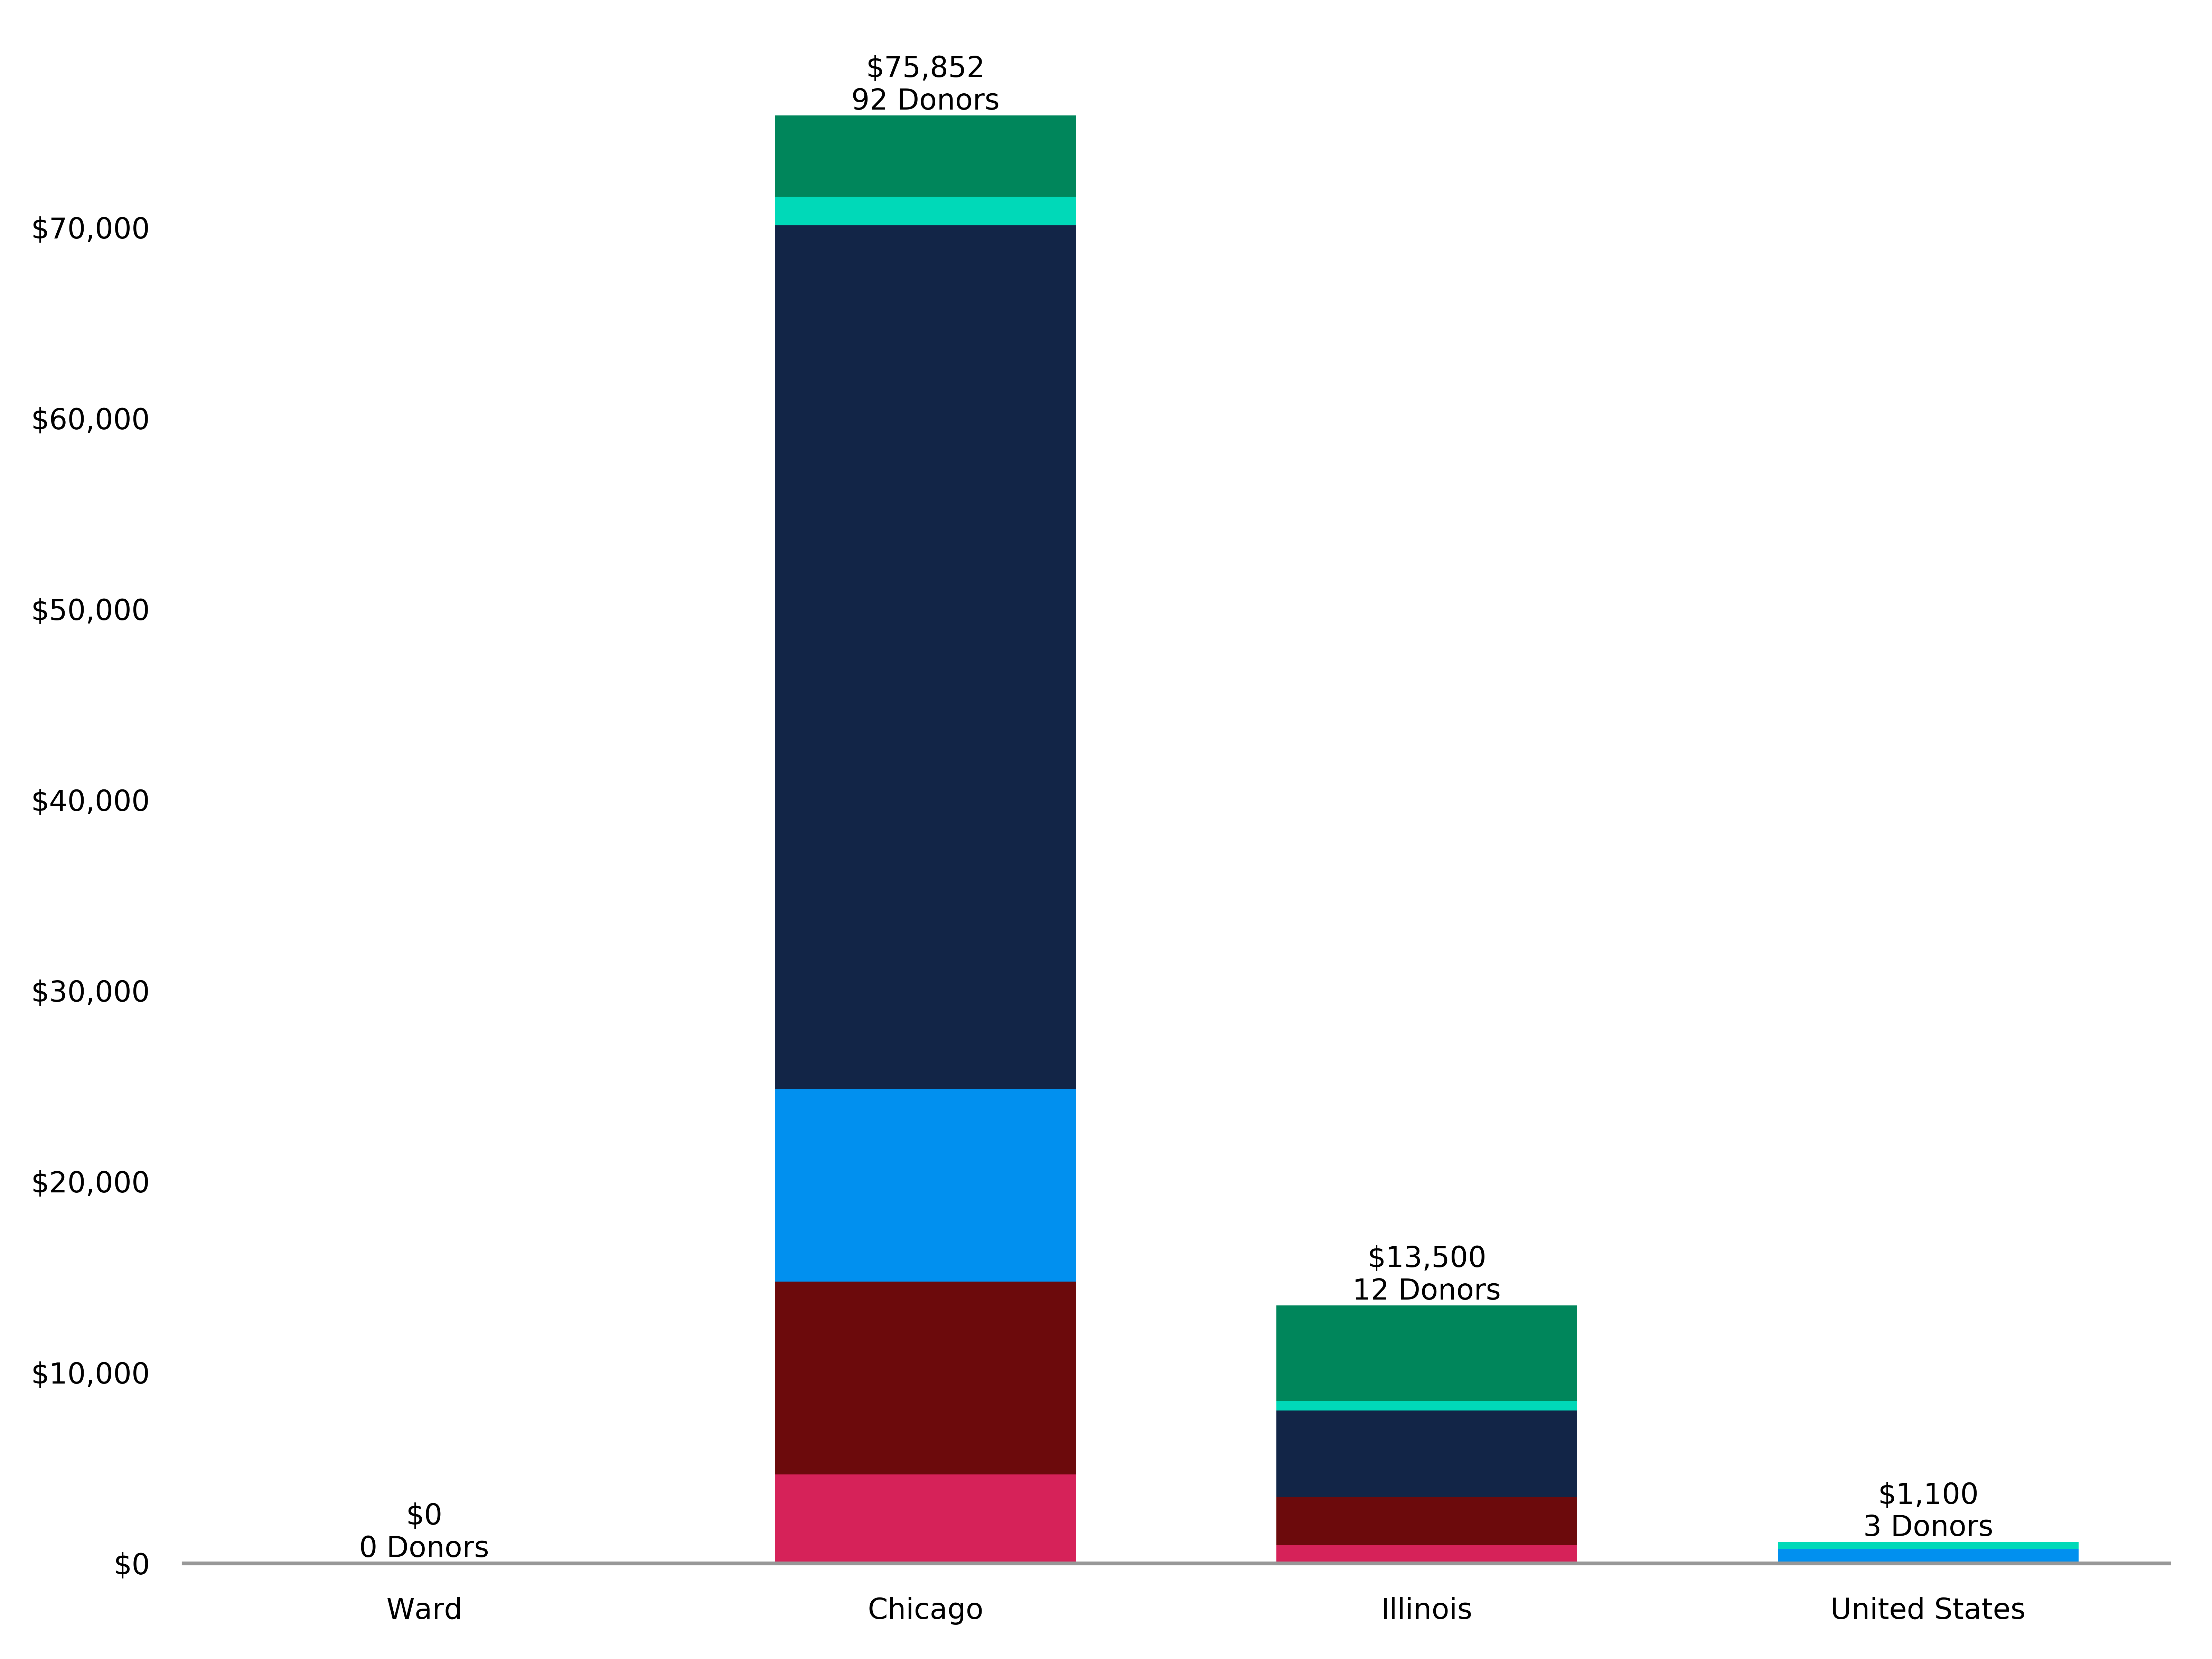 $75,852
92 Donors
$70,000
$60,000
$50,000
$40,000
$30,000
$20,000
$13,500
12 Donors
$10,000
$1,100
3 Donors
$0
0 Donors
$0
Ward Chicago Illinois United States